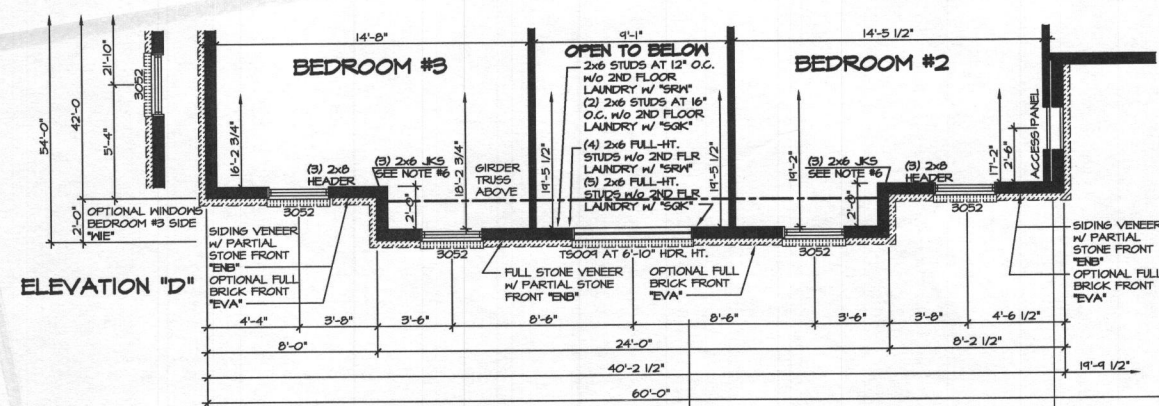 14'-8"
9'-1"
14'-5 1/2"
BEDROOM #3
OPEN TO BELOW
2x6 STUDS AT 12" O.C.
W/o 2ND FLOOR
LAUNDRY w/ "SRW"
(2) 2x6 STUDS AT 16"
O.C. W/o 2ND FLOOR
LAUNDRY w/ "SGK"
(4) 2x6 FULL-HT.
STUDS W/o 2ND FLR
LAUNDRY w/ "SRW"
(5) 2x6 FULL-HT.
STUDS W/o 2ND FLR
LAUNDRY w/ "SGK"
BEDROOM #2
54'-0"
42'-0
21'-10"
5'-4"
2'-0"
3052
16'-2 3/4"
(3) 2x8
HEADER
(3) 2x6 JKS
SEE NOTE #6
18'-2 3/4"
GIRDER
TRUSS
ABOVE
19'-5 1/2"
19'-5 1/2"
19'-2"
(3) 2x6 JKS
SEE NOTE #6
(3) 2x8
HEADER
17'-2"
2'-6"
ACCESS PANEL
2'-0"
2'-0"
OPTIONAL WINDOWS
BEDROOM #3 SIDE
"WIE"
3052
3052
TS009 AT 6'-10" HDR. HT.
3052
3052
SIDING VENEER
W/ PARTIAL
STONE FRONT
"ENB"
OPTIONAL FULL
BRICK FRONT
"EVA"
FULL STONE VENEER
W/ PARTIAL STONE
FRONT "ENB"
OPTIONAL FULL
BRICK FRONT
"EVA"
SIDING VENEER
W/ PARTIAL
STONE FRONT
"ENB"
OPTIONAL FULL
BRICK FRONT
"EVA"
ELEVATION "D"
4'-4"
3'-8"
3'-6"
8'-6"
8'-6"
3'-6"
3'-8"
4'-6 1/2"
8'-0"
24'-0"
8'-2 1/2"
40'-2 1/2"
19'-9 1/2"
60'-0"